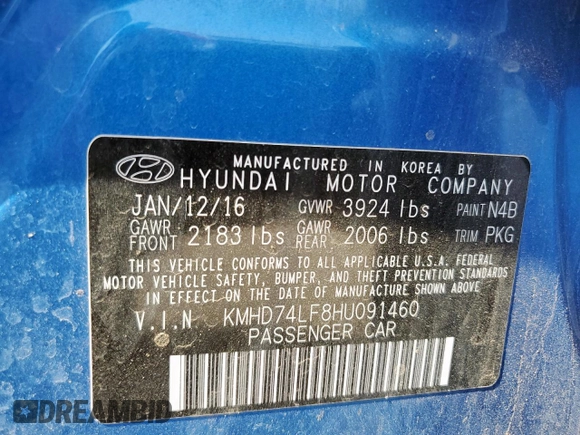 MANUFACTURED IN KOREA BY
HYUNDAI MOTOR COMPANY
JAN/12/16 GVWR 3924 lbs PAINT N4B
GAWR FRONT 2183 lbs GAWR REAR 2006 lbs TRIM PKG
THIS VEHICLE CONFORMS TO ALL APPLICABLE U.S.A. FEDERAL
MOTOR VEHICLE SAFETY, BUMPER, AND THEFT PREVENTION STANDARDS
IN EFFECT ON THE DATE OF MANUFACTURE SHOWN ABOVE.
V.I.N. KMHD74LF8HU091460
PASSENGER CAR
DREAMBID